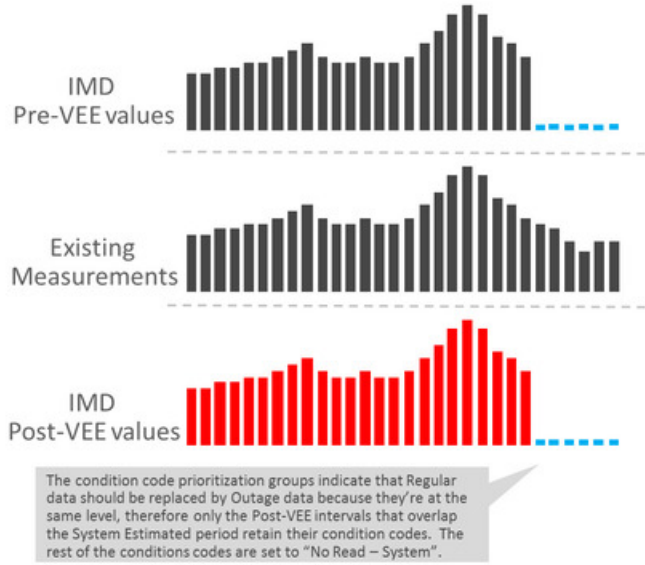 IMD
Pre-VEE values
Existing
Measurements
IMD
Post-VEE values
The condition code prioritization groups indicate that Regular
data should be replaced by Outage data because they're at the
same level, therefore only the Post-VEE intervals that overlap
the System Estimated period retain their condition codes.  The
rest of the conditions codes are set to “No Read – System”.